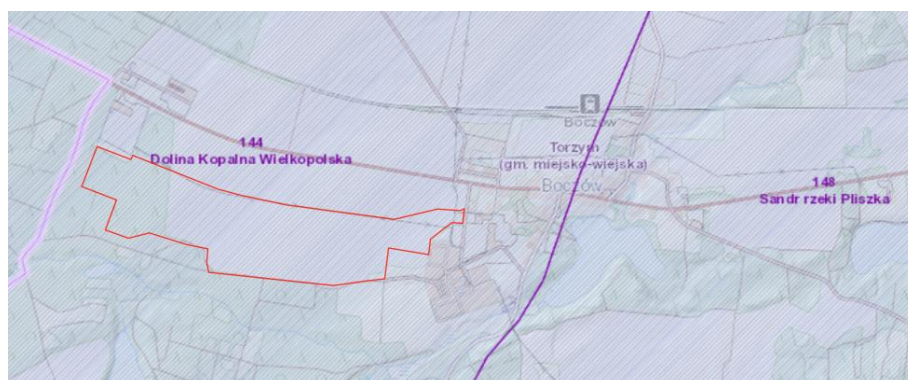 Boczów
144
Dolina Kopalna Wielkopolska
Torzym
(gm. miejsko-wiejska)
Boczów
148
Sandr rzeki Pliszka